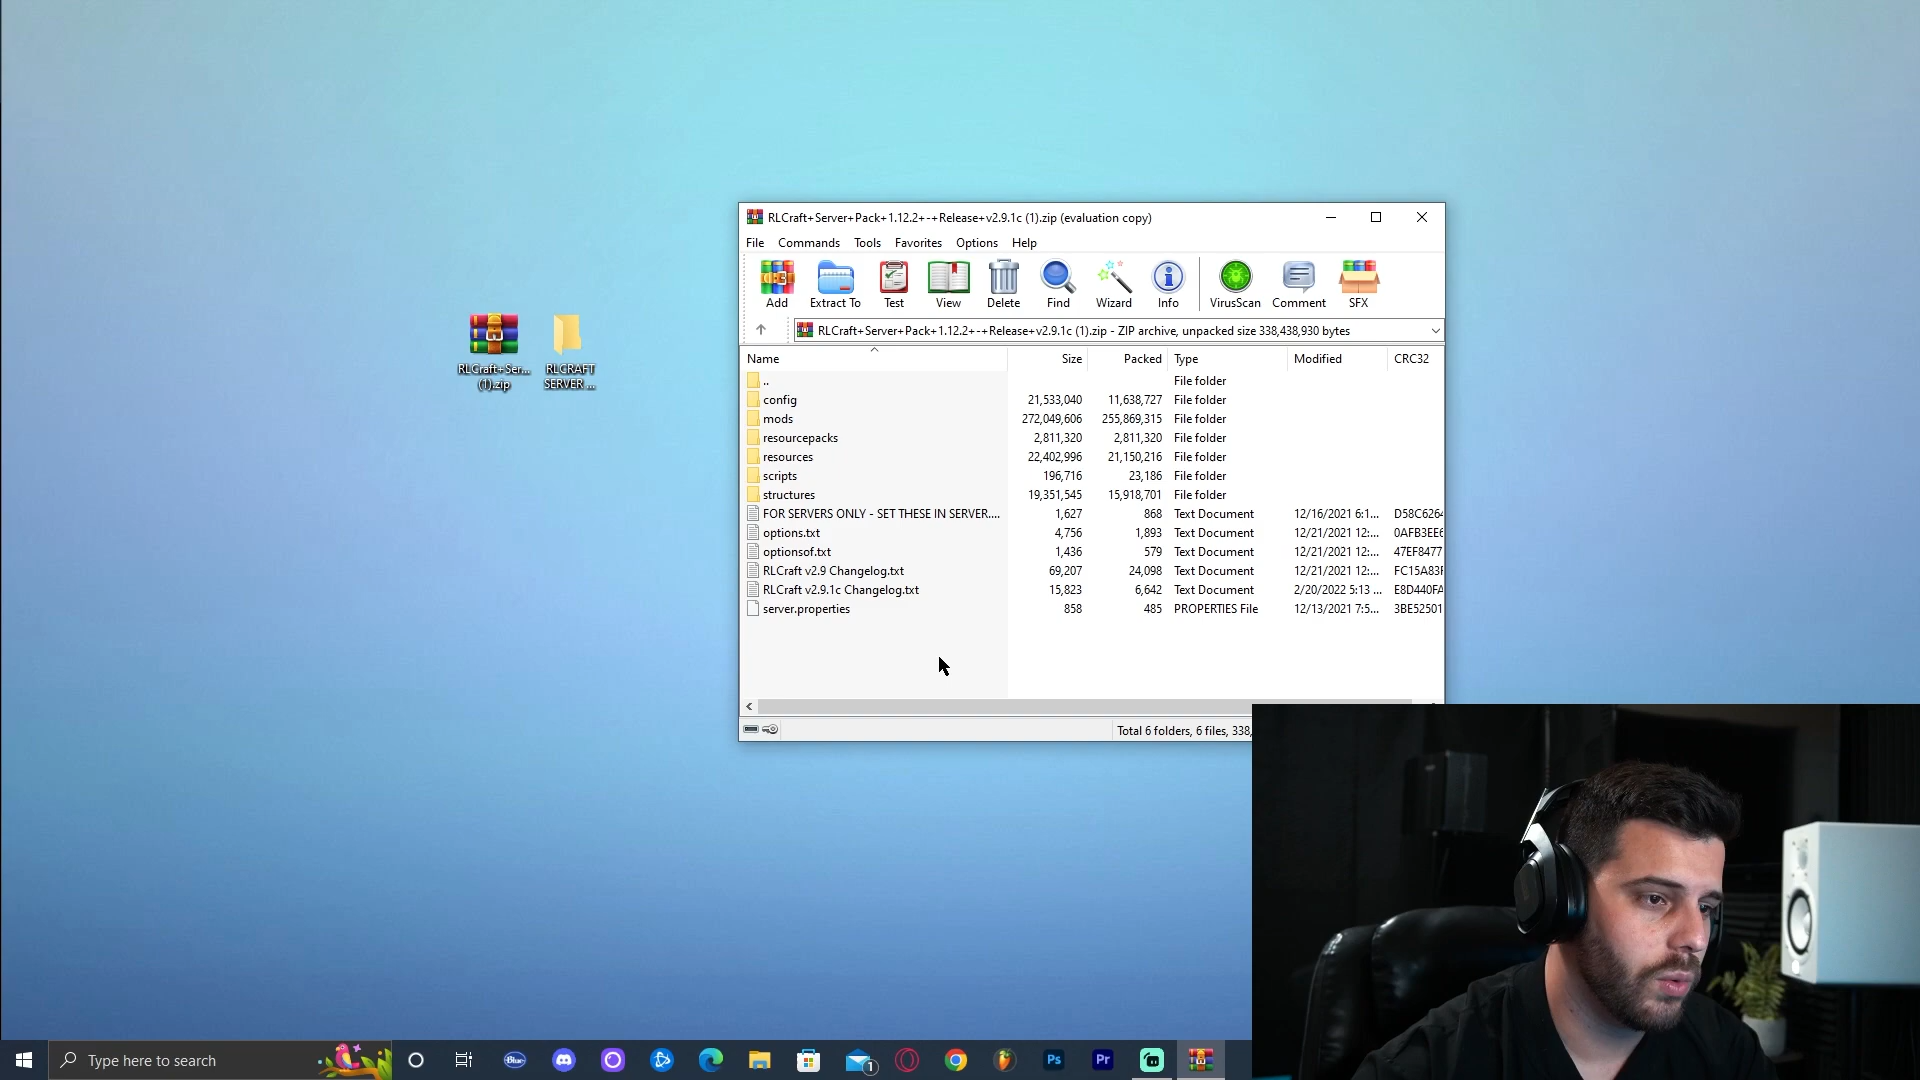 RLCraft+Ser...
(1).zip
RLCRAFT
SERVER ...
RLCraft+Server+Pack+1.12.2+-+Release+v2.9.1c (1).zip (evaluation copy)
File Commands Tools Favorites Options Help
Add Extract To Test View Delete Find Wizard Info VirusScan Comment SFX
RLCraft+Server+Pack+1.12.2+-+Release+v2.9.1c (1).zip - ZIP archive, unpacked size 338,438,930 bytes
Name Size Packed Type Modified CRC32
.. File folder
config 21,533,040 11,638,727 File folder
mods 272,049,606 255,869,315 File folder
resourcepacks 2,811,320 2,811,320 File folder
resources 22,402,996 21,150,216 File folder
scripts 196,716 23,186 File folder
structures 19,351,545 15,918,701 File folder
FOR SERVERS ONLY - SET THESE IN SERVER.... 1,627 868 Text Document 12/16/2021 6:1... D58C6264
options.txt 4,756 1,893 Text Document 12/21/2021 12:... 0AFB3EE6
optionsof.txt 1,436 579 Text Document 12/21/2021 12:... 47EF8477
RLCraft v2.9 Changelog.txt 69,207 24,098 Text Document 12/21/2021 12:... FC15A83F
RLCraft v2.9.1c Changelog.txt 15,823 6,642 Text Document 2/20/2022 5:13 ... E8D440FA
server.properties 858 485 PROPERTIES File 12/13/2021 7:5... 3BE52501
Total 6 folders, 6 files, 338,
Type here to search
Blue
1
Ps
Pr